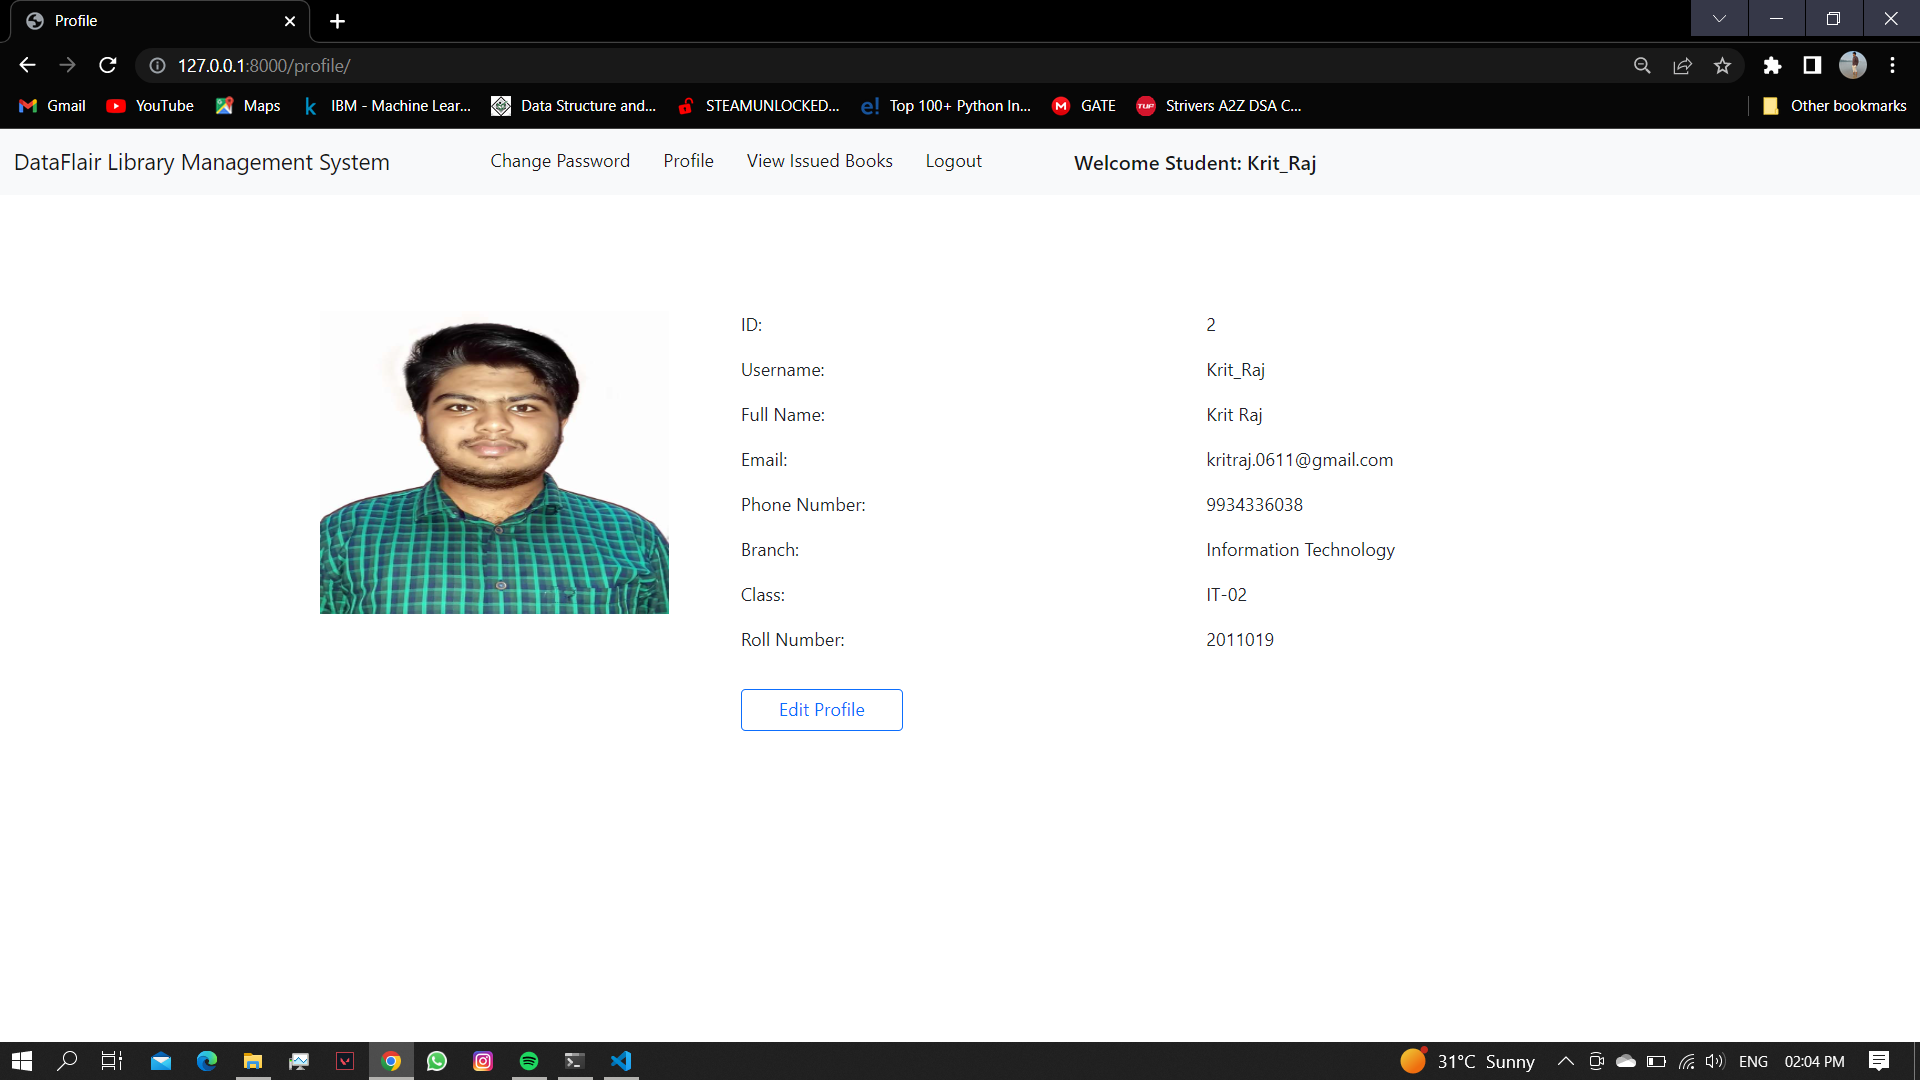 Profile
127.0.0.1:8000/profile/
Gmail YouTube Maps IBM - Machine Lear... Data Structure and... STEAMUNLOCKED... Top 100+ Python In... GATE Strivers A2Z DSA C... Other bookmarks
DataFlair Library Management System Change Password Profile View Issued Books Logout Welcome Student: Krit_Raj
ID: 2
Username: Krit_Raj
Full Name: Krit Raj
Email: kritraj.0611@gmail.com
Phone Number: 9934336038
Branch: Information Technology
Class: IT-02
Roll Number: 2011019
Edit Profile
31°C Sunny ENG 02:04 PM